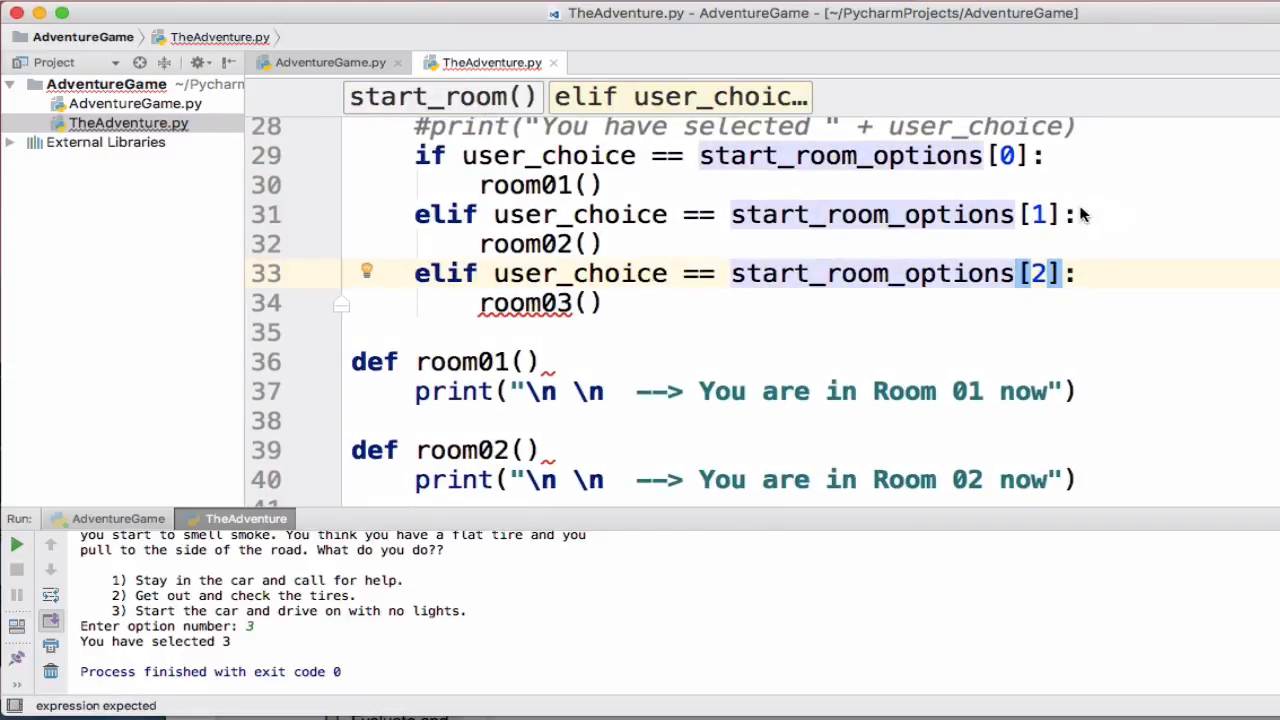 TheAdventure.py - AdventureGame - [~/PycharmProjects/AdventureGame]
AdventureGame TheAdventure.py
Project AdventureGame.py TheAdventure.py
AdventureGame ~/Pycharm
AdventureGame.py
TheAdventure.py
External Libraries
start_room() elif user_choic...
28 #print("You have selected " + user_choice)
29 if user_choice == start_room_options[0]:
30 room01()
31 elif user_choice == start_room_options[1]:
32 room02()
33 elif user_choice == start_room_options[2]:
34 room03()
35
36 def room01()
37 print("\n \n --> You are in Room 01 now")
38
39 def room02()
40 print("\n \n --> You are in Room 02 now")
Run: AdventureGame TheAdventure
you start to smell smoke. You think you have a flat tire and you
pull to the side of the road. What do you do??
1) Stay in the car and call for help.
2) Get out and check the tires.
3) Start the car and drive on with no lights.
Enter option number: 3
You have selected 3
Process finished with exit code 0
expression expected